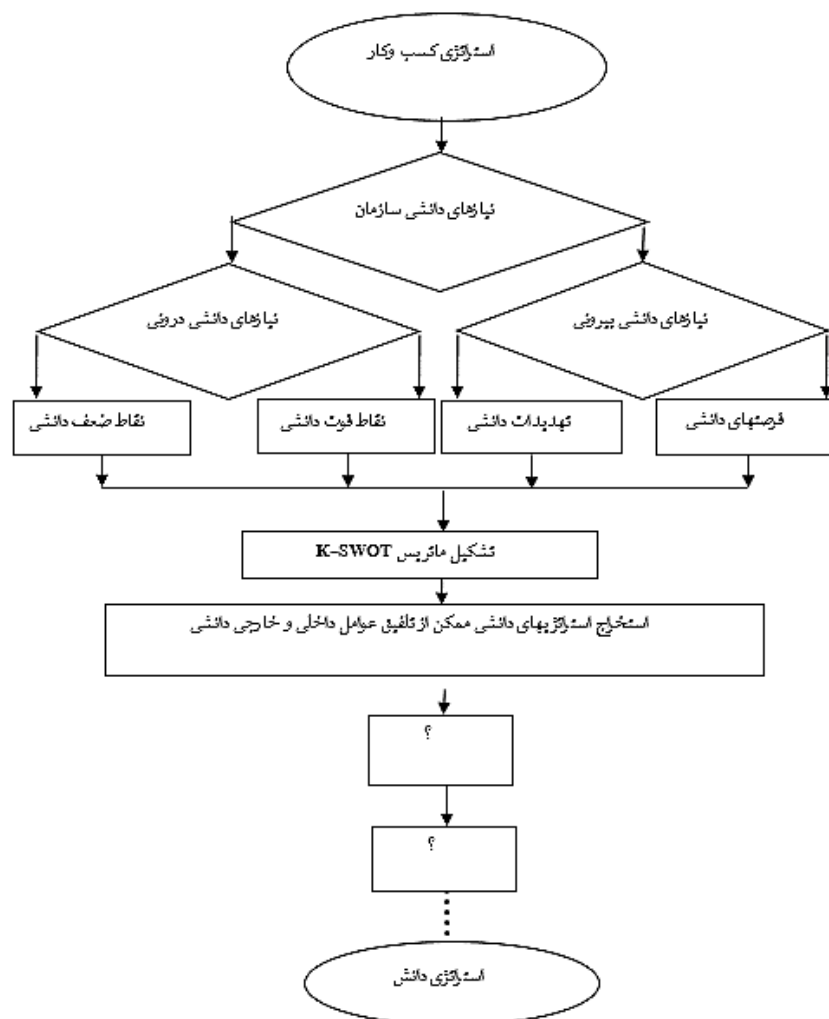 استراتژی کسب وکار
نیازهای دانشی سازمان
نیازهای دانشی بیرونی
نیازهای دانشی درونی
فرصتهای دانشی
تهدیدات دانشی
نقاط قوت دانشی
نقاط ضعف دانشی
تشکیل ماتریس K-SWOT
استخراج استراتژیهای دانشی ممکن از تلفیق عوامل داخلی و خارجی دانشی
؟
؟
استراتژی دانش